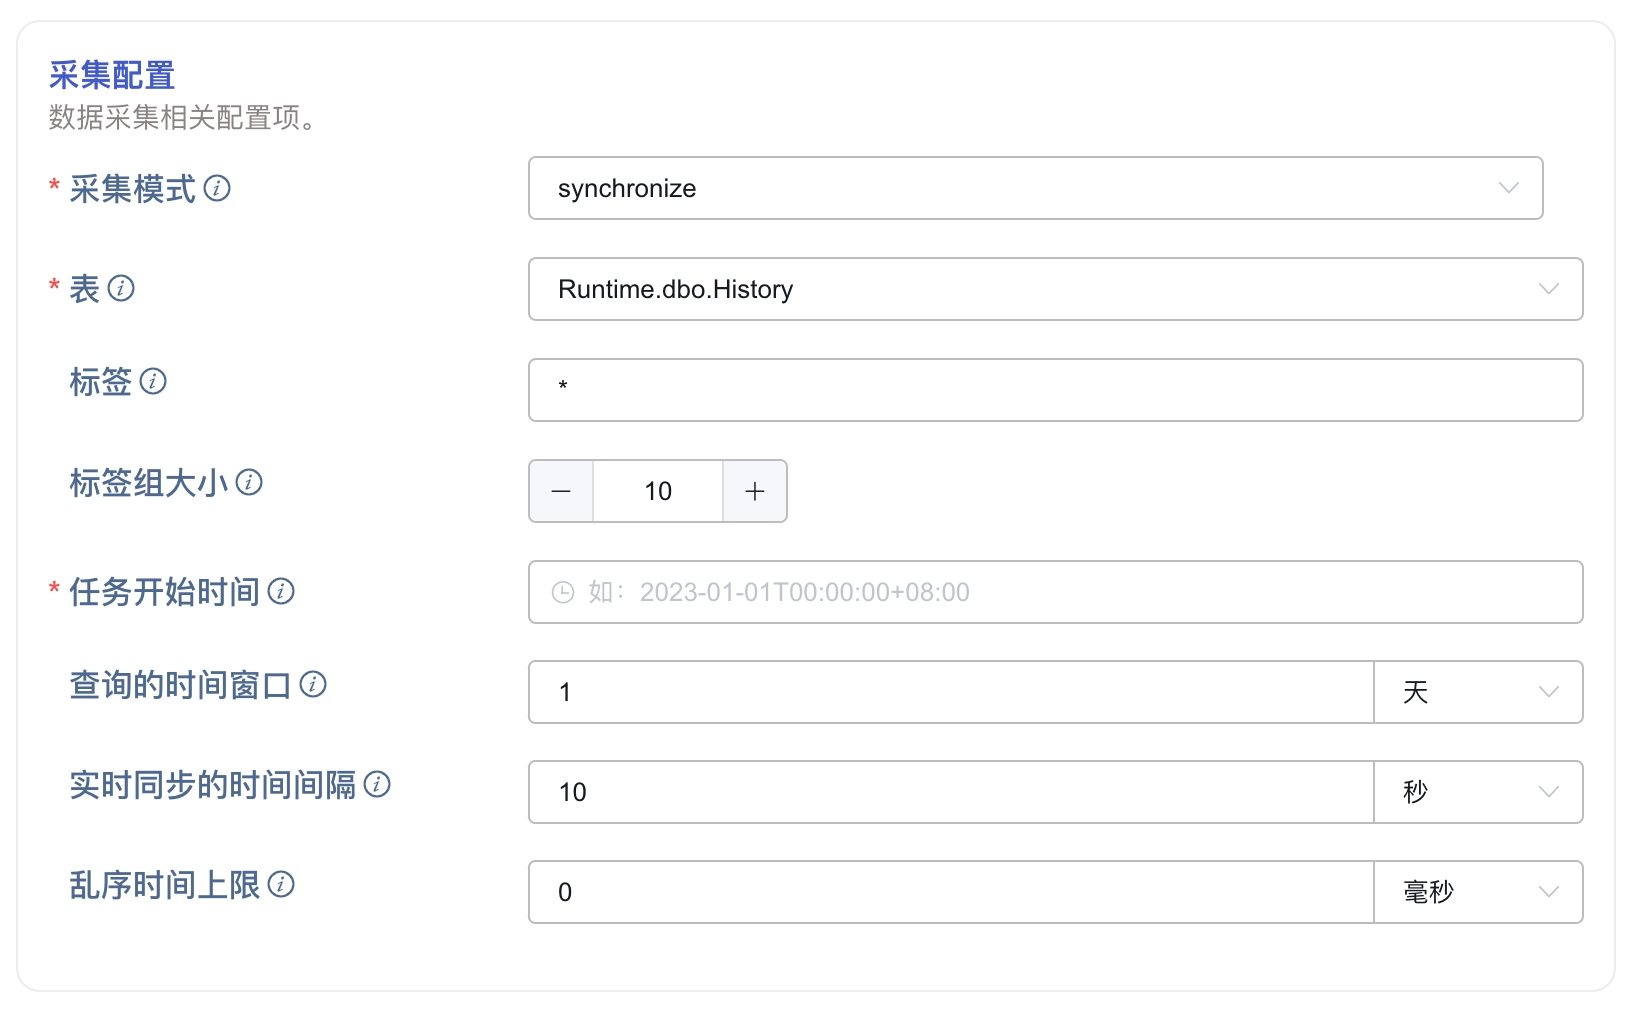 采集配置
数据采集相关配置项。
* 采集模式
synchronize
* 表
Runtime.dbo.History
标签
*
标签组大小
10
* 任务开始时间
如：2023-01-01T00:00:00+08:00
查询的时间窗口
1 天
实时同步的时间间隔
10 秒
乱序时间上限
0 毫秒